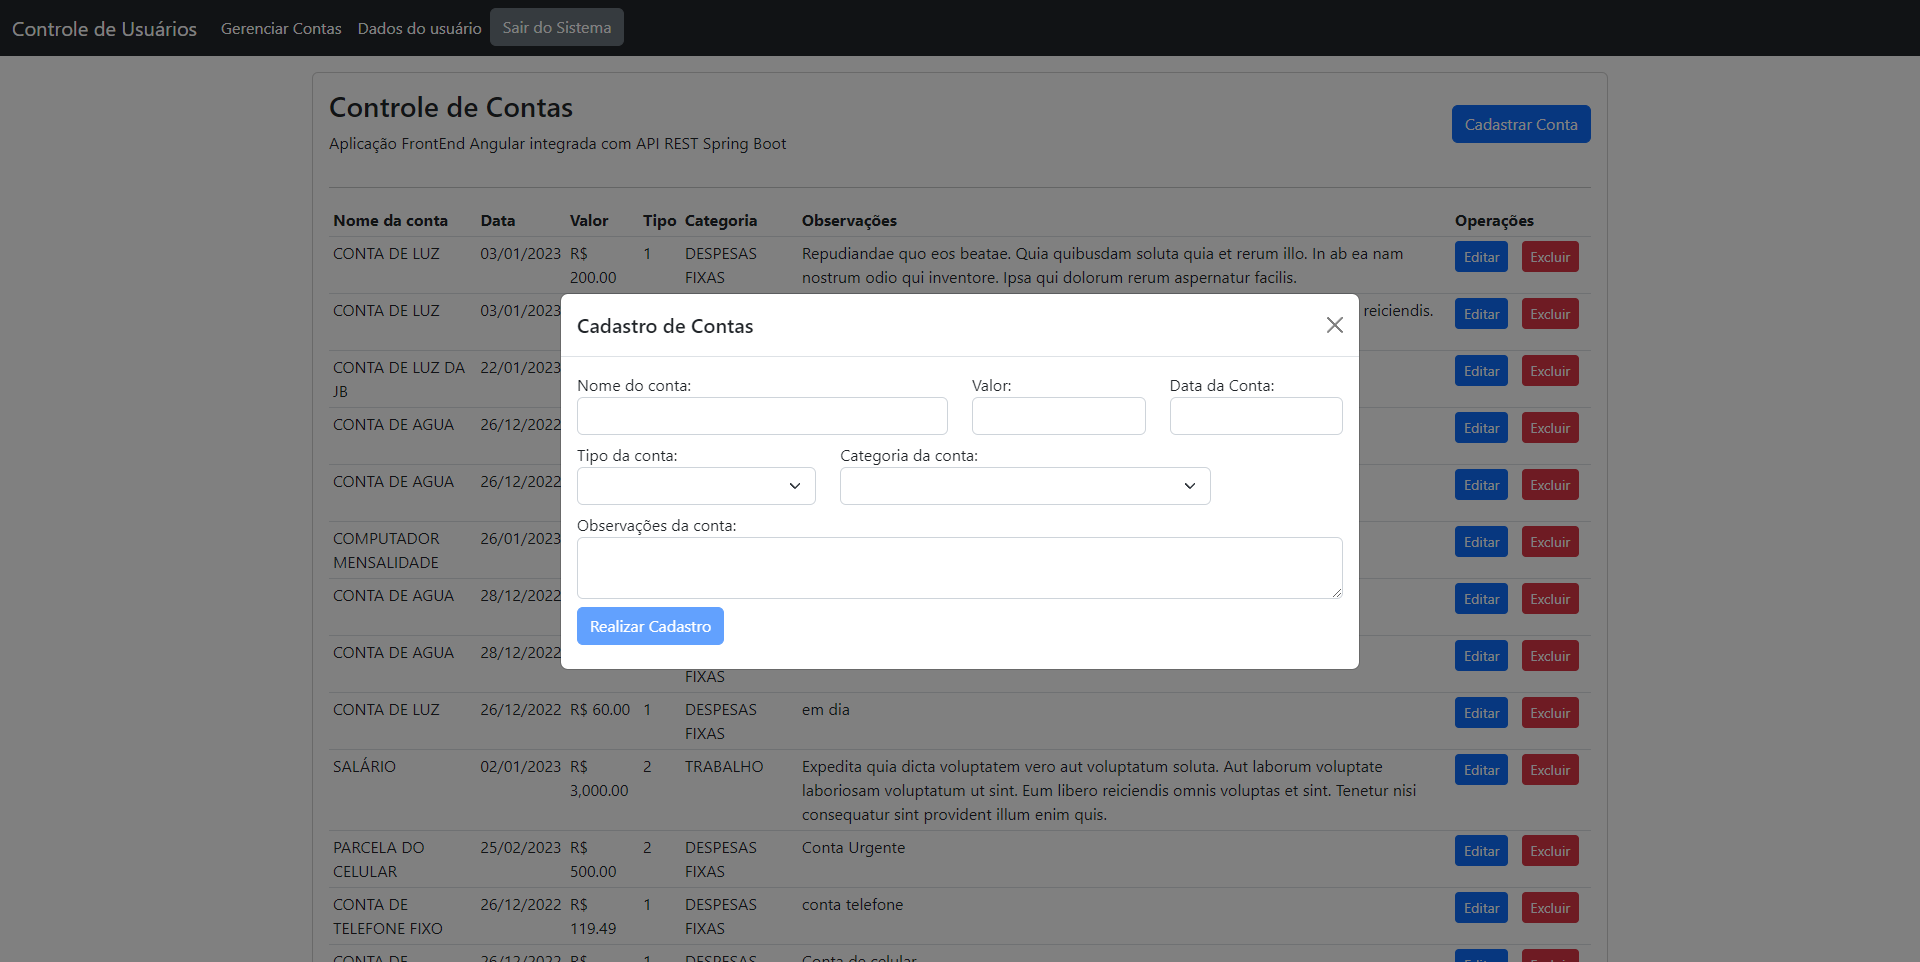 Controle de Usuários Gerenciar Contas Dados do usuário Sair do Sistema
Controle de Contas
Cadastrar Conta
Aplicação FrontEnd Angular integrada com API REST Spring Boot
Nome da conta Data Valor Tipo Categoria Observações Operações
CONTA DE LUZ 03/01/2023 R$ 1 DESPESAS Repudiandae quo eos beatae. Quia quibusdam soluta quia et rerum illo. In ab ea nam Editar Excluir
200.00 FIXAS nostrum odio qui inventore. Ipsa qui dolorum rerum aspernatur facilis.
CONTA DE LUZ 03/01/2023 reiciendis. Editar Excluir
Cadastro de Contas
CONTA DE LUZ DA 22/01/2023 Editar Excluir
JB
Nome do conta: Valor: Data da Conta:
CONTA DE AGUA 26/12/2022 Editar Excluir
Tipo da conta: Categoria da conta:
CONTA DE AGUA 26/12/2022 Editar Excluir
Observações da conta:
COMPUTADOR 26/01/2023 Editar Excluir
MENSALIDADE
CONTA DE AGUA 28/12/2022 Editar Excluir
Realizar Cadastro
CONTA DE AGUA 28/12/2022 Editar Excluir
FIXAS
CONTA DE LUZ 26/12/2022 R$ 60.00 1 DESPESAS em dia Editar Excluir
FIXAS
SALÁRIO 02/01/2023 R$ 2 TRABALHO Expedita quia dicta voluptatem vero aut voluptatum soluta. Aut laborum voluptate Editar Excluir
3,000.00 laboriosam voluptatum ut sint. Eum libero reiciendis omnis voluptas et sint. Tenetur nisi
consequatur sint provident illum enim quis.
PARCELA DO 25/02/2023 R$ 2 DESPESAS Conta Urgente Editar Excluir
CELULAR 500.00 FIXAS
CONTA DE 26/12/2022 R$ 1 DESPESAS conta telefone Editar Excluir
TELEFONE FIXO 119.49 FIXAS
CONTA DE 26/12/2022 R$ 1 DESPESAS Conta de celular Editar Excluir